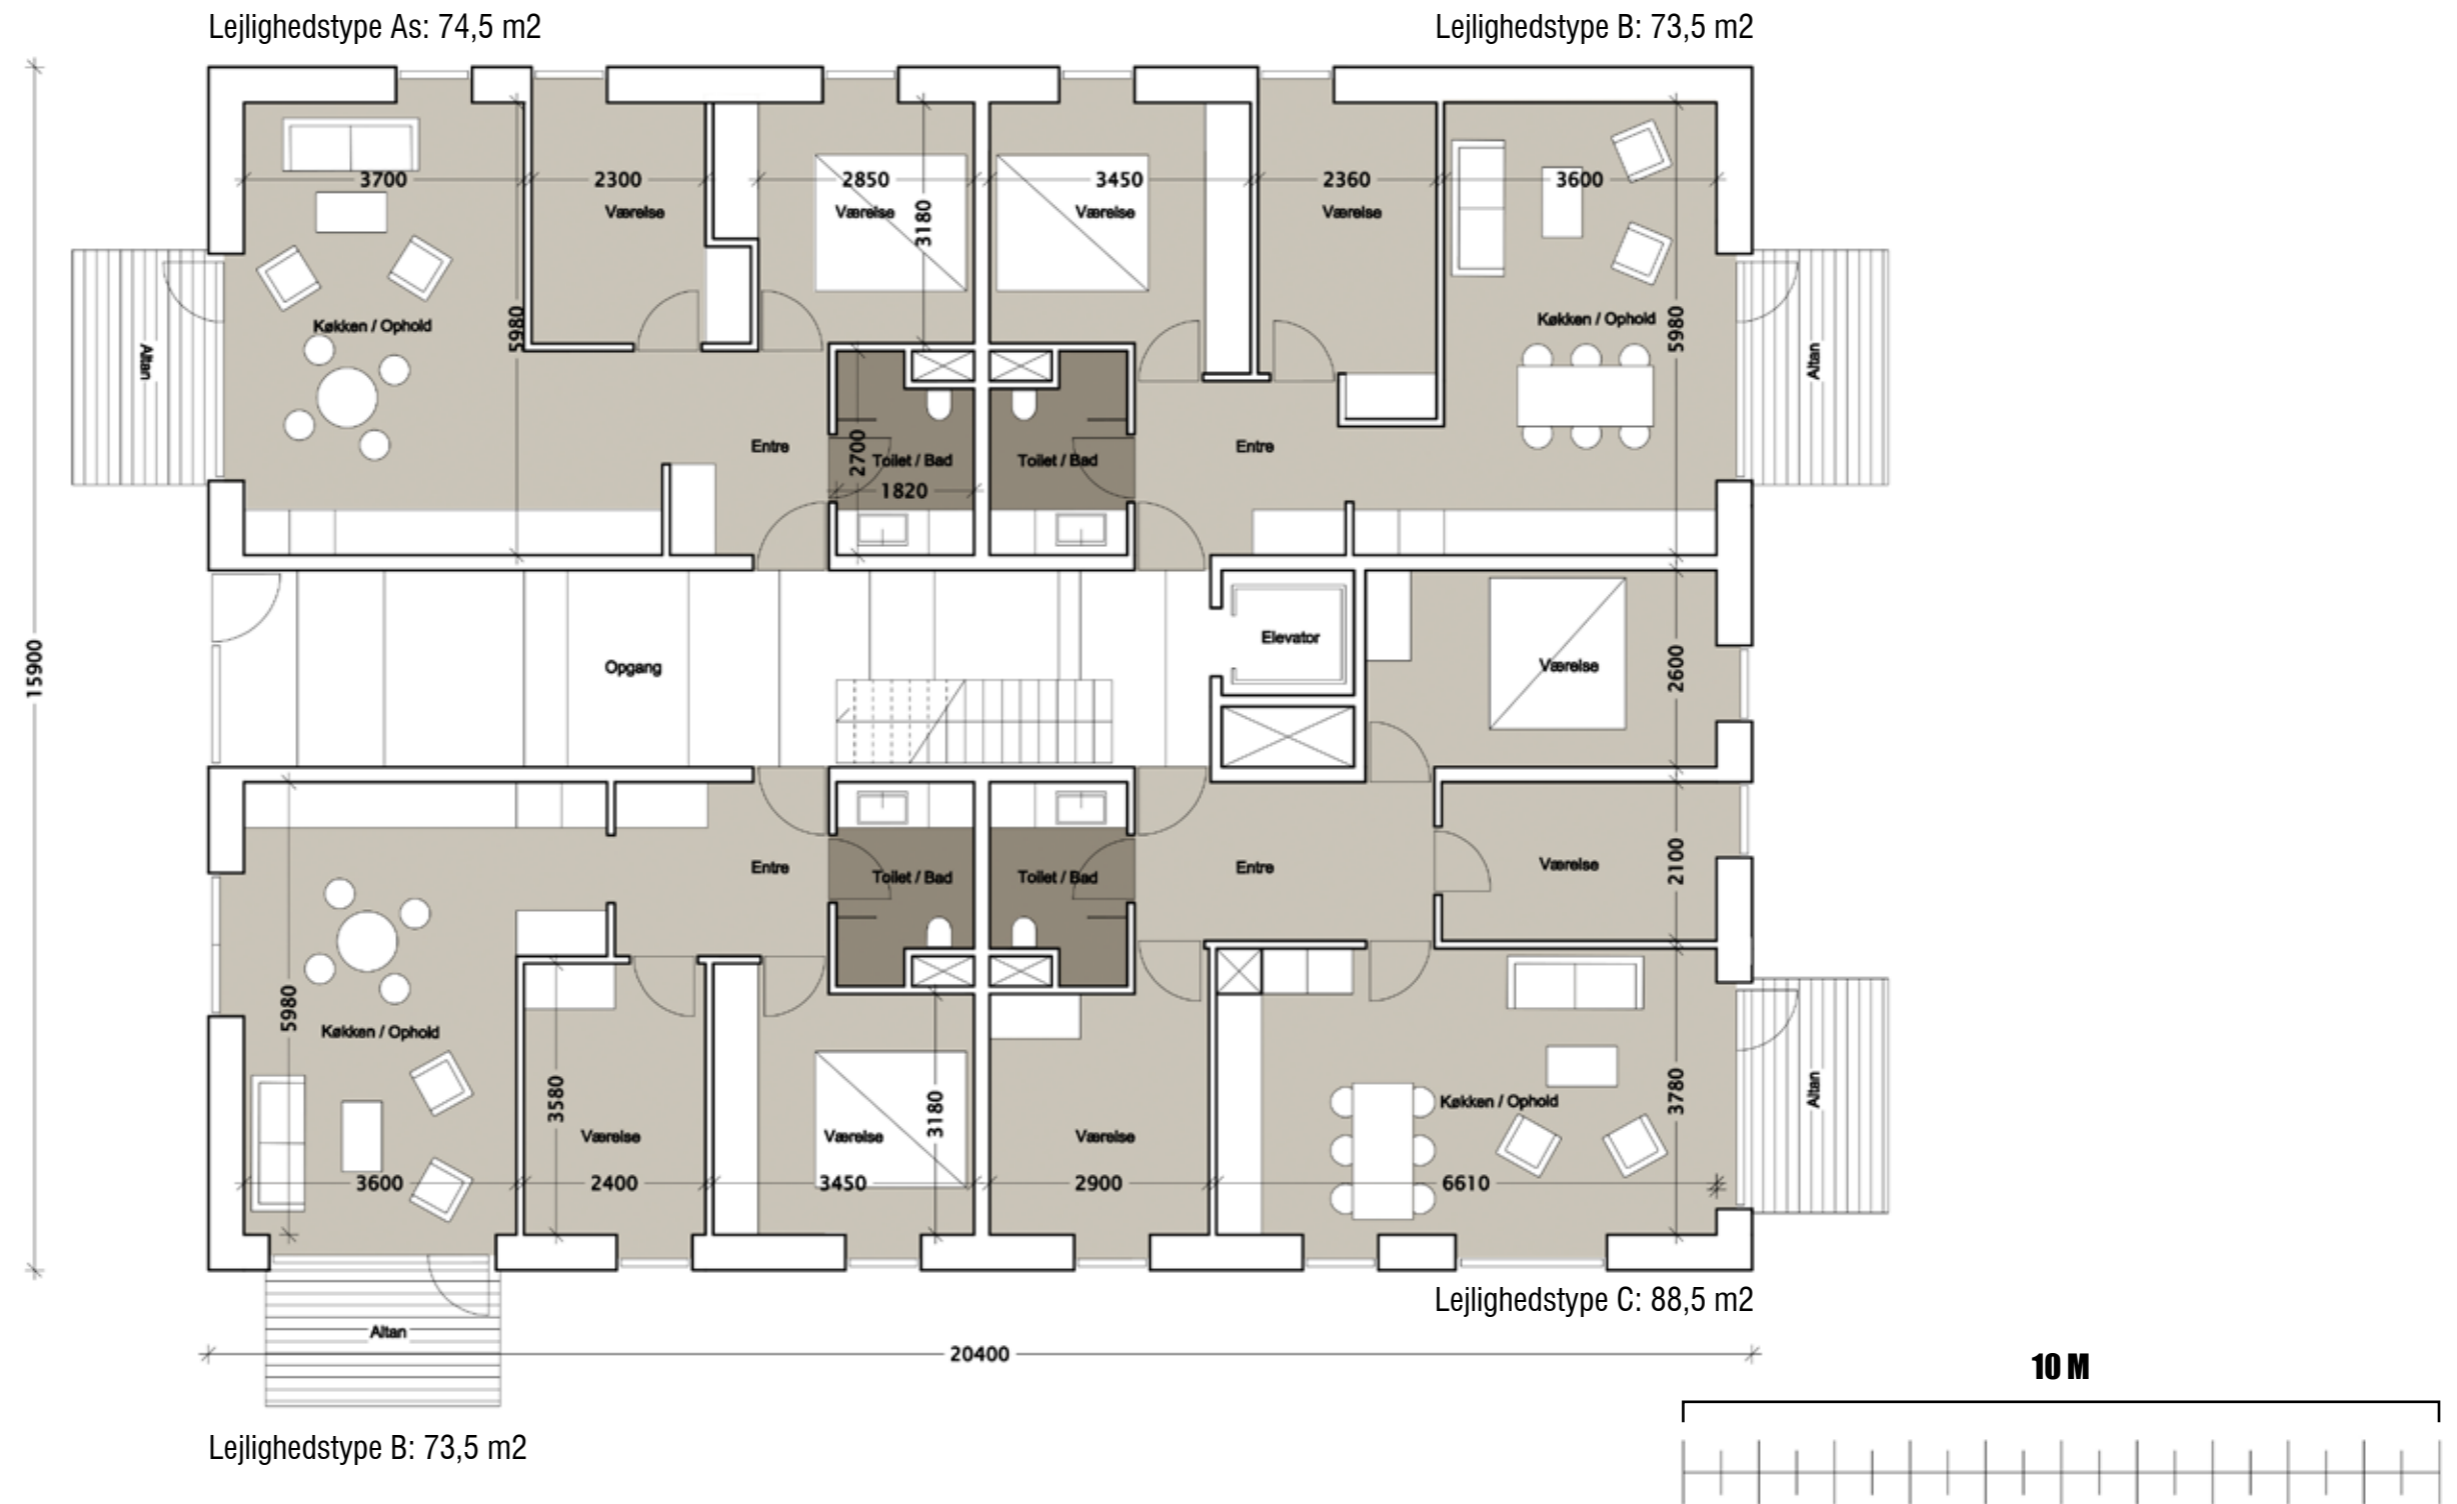 Lejlighedstype As: 74,5 m2
Lejlighedstype B: 73,5 m2
3700
2300
2850
3450
2360
3600
Værelse
Værelse
Værelse
Værelse
3180
Køkken / Ophold
5980
Køkken / Ophold
5980
Altan
Altan
Entre
2700
Toilet / Bad
Toilet / Bad
Entre
1820
15900
Opgang
Elevator
Værelse
2600
Entre
Toilet / Bad
Toilet / Bad
Entre
Værelse
2100
5980
Køkken / Ophold
3580
3180
Køkken / Ophold
3780
Altan
Værelse
Værelse
Værelse
3600
2400
3450
2900
6610
Altan
Lejlighedstype C: 88,5 m2
20400
10 M
Lejlighedstype B: 73,5 m2